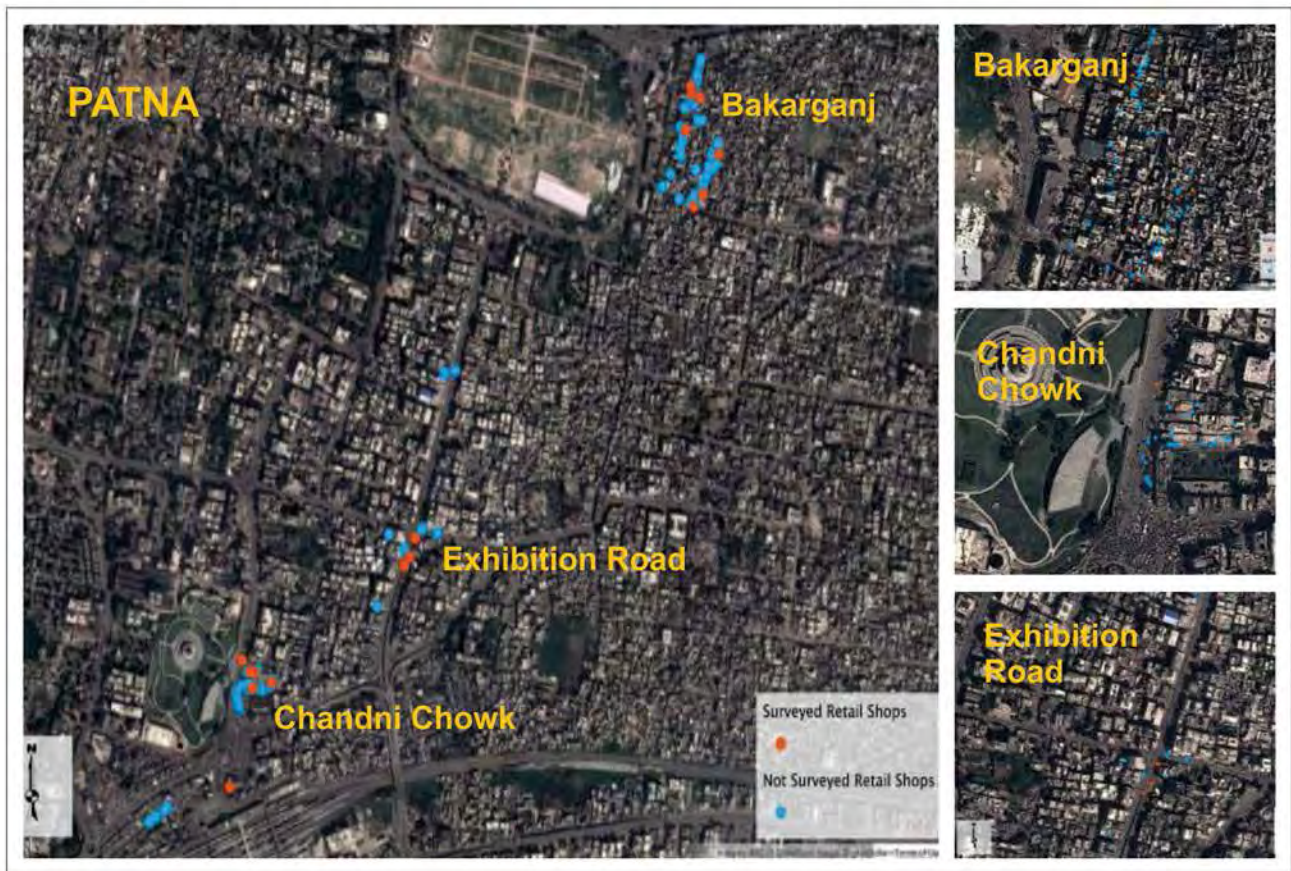 PATNA
Bakarganj
Exhibition Road
Chandni Chowk
N
Surveyed Retail Shops
Not Surveyed Retail Shops
Bakarganj
Chandni
Chowk
Exhibition
Road